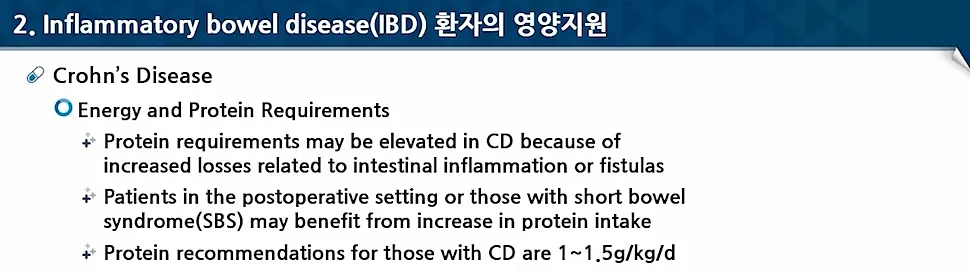 2. Inflammatory bowel disease(IBD) 환자의 영양지원
Crohn's Disease
Energy and Protein Requirements
Protein requirements may be elevated in CD because of
increased losses related to intestinal inflammation or fistulas
Patients in the postoperative setting or those with short bowel
syndrome(SBS) may benefit from increase in protein intake
Protein recommendations for those with CD are 1~1.5g/kg/d